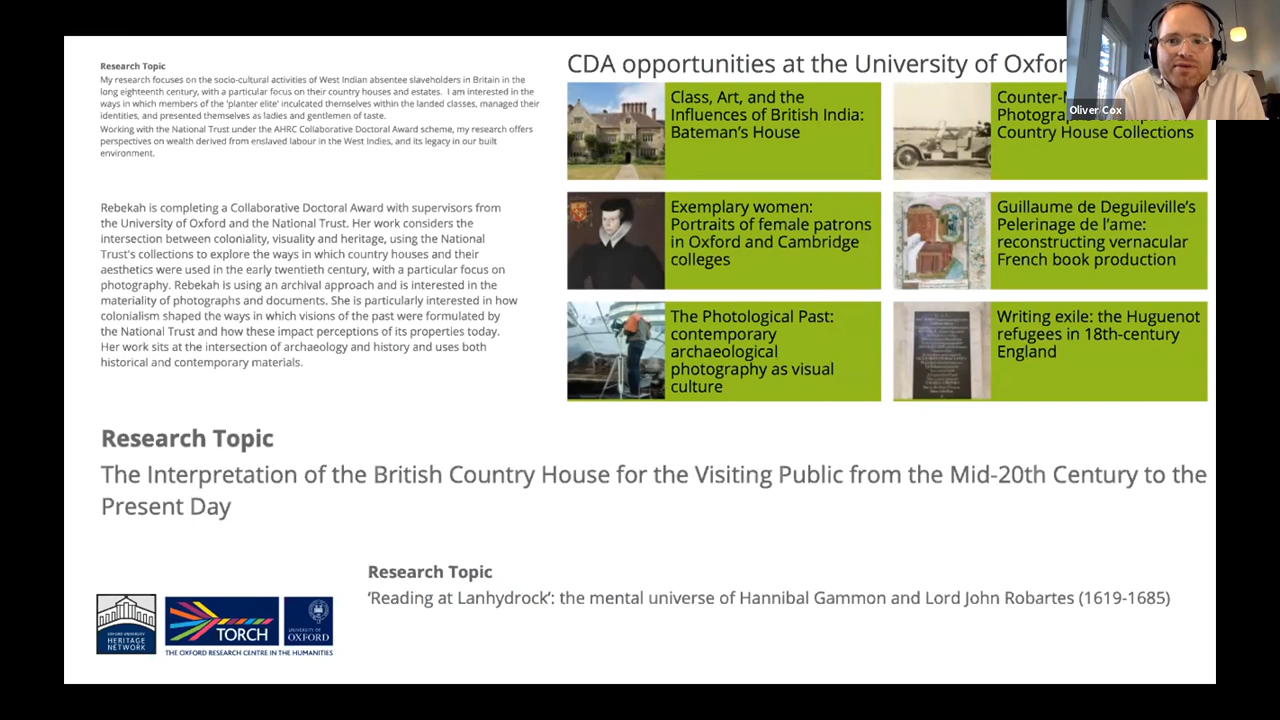 Research Topic
My research focuses on the socio-cultural activities of West Indian absentee slaveholders in Britain in the
long eighteenth century, with a particular focus on their country houses and estates. I am interested in the
ways in which members of the 'planter elite' inculcated themselves within the landed classes, managed their
identities, and presented themselves as ladies and gentlemen of taste.
Working with the National Trust under the AHRC Collaborative Doctoral Award scheme, my research offers
perspectives on wealth derived from enslaved labour in the West Indies, and its legacy in our built
environment.
Rebekah is completing a Collaborative Doctoral Award with supervisors from
the University of Oxford and the National Trust. Her work considers the
intersection between coloniality, visuality and heritage, using the National
Trust's collections to explore the ways in which country houses and their
aesthetics were used in the early twentieth century, with a particular focus on
photography. Rebekah is using an archival approach and is interested in the
materiality of photographs and documents. She is particularly interested in how
colonialism shaped the ways in which visions of the past were formulated by
the National Trust and how these impact perceptions of its properties today.
Her work sits at the intersection of archaeology and history and uses both
historical and contemporary materials.
CDA opportunities at the University of Oxfor
Class, Art, and the
Influences of British India:
Bateman's House
Counter-
Photograp
Country House Collections
Exemplary women:
Portraits of female patrons
in Oxford and Cambridge
colleges
Guillaume de Deguileville's
Pelerinage de l'ame:
reconstructing vernacular
French book production
The Photological Past:
contemporary
archaeological
photography as visual
culture
Writing exile: the Huguenot
refugees in 18th-century
England
Oliver Cox
Research Topic
The Interpretation of the British Country House for the Visiting Public from the Mid-20th Century to the
Present Day
Research Topic
'Reading at Lanhydrock': the mental universe of Hannibal Gammon and Lord John Robartes (1619-1685)
OXFORD UNIVERSITY
HERITAGE
NETWORK
TORCH
UNIVERSITY OF
OXFORD
THE OXFORD RESEARCH CENTRE IN THE HUMANITIES